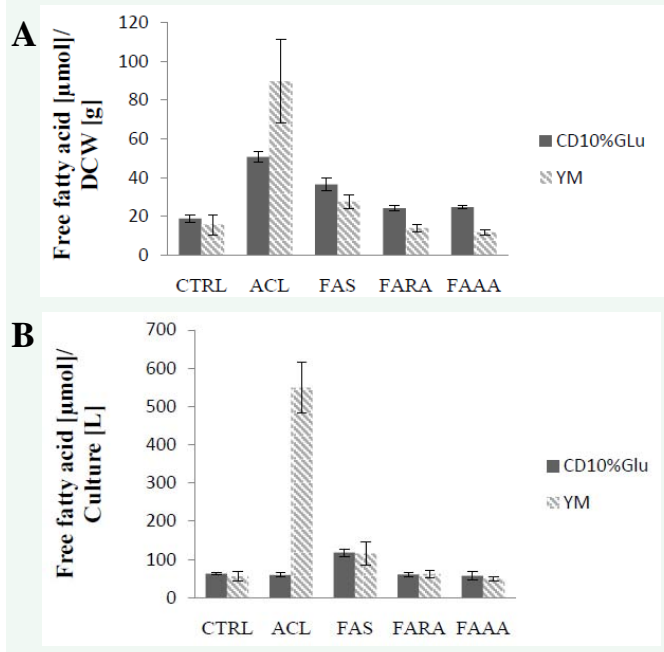 A
Free fatty acid [µmol]/
DCW [g]
120
100
80
60
40
20
0
CTRL ACL FAS FARA FAAA
CD10%GLu
YM
B
Free fatty acid [µmol]/
Culture [L]
700
600
500
400
300
200
100
0
CTRL ACL FAS FARA FAAA
CD10%Glu
YM